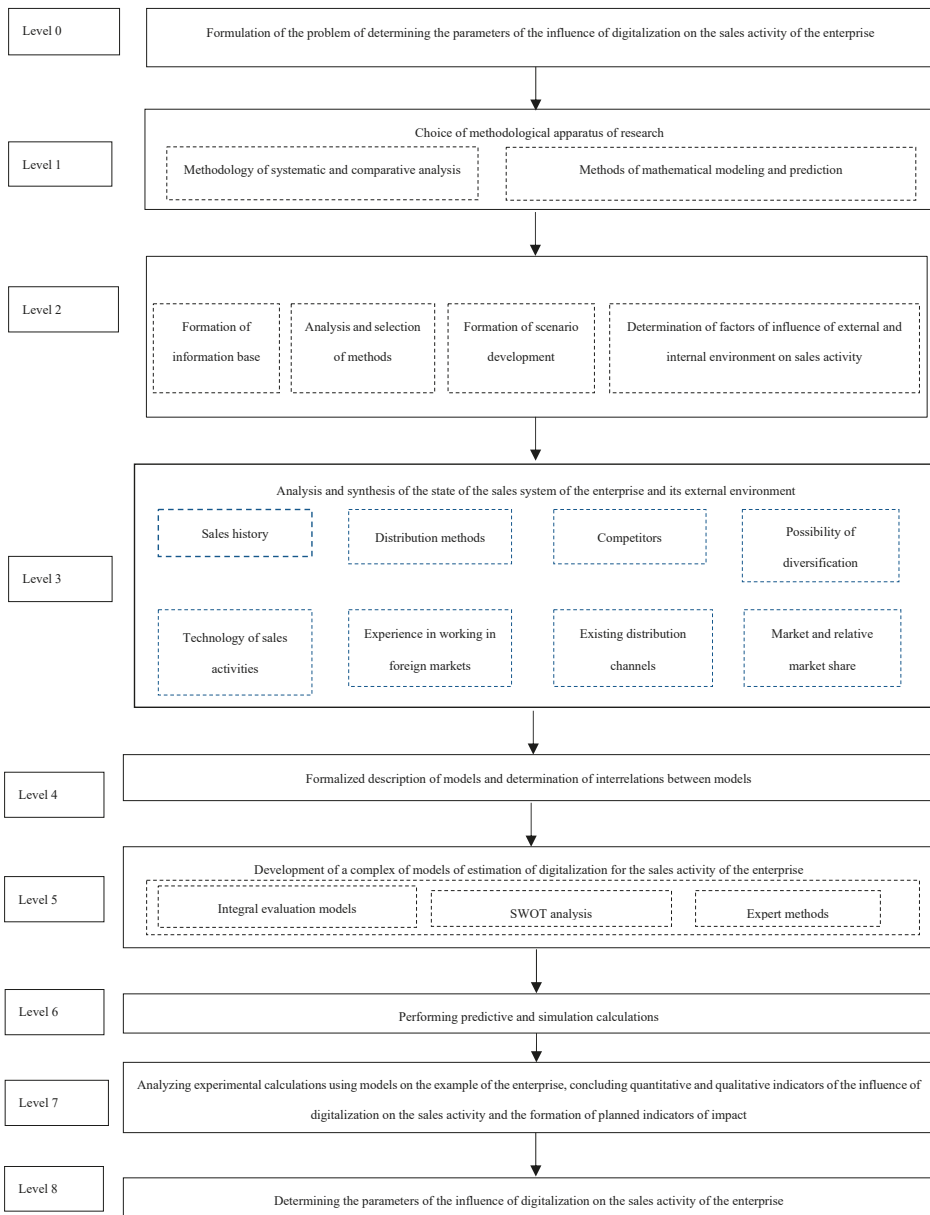 Level 0
Formulation of the problem of determining the parameters of the influence of digitalization on the sales activity of the enterprise
Level 1
Choice of methodological apparatus of research
Methodology of systematic and comparative analysis
Methods of mathematical modeling and prediction
Level 2
Formation of
information base
Analysis and selection
of methods
Formation of scenario
development
Determination of factors of influence of external and
internal environment on sales activity
Level 3
Analysis and synthesis of the state of the sales system of the enterprise and its external environment
Sales history
Distribution methods
Competitors
Possibility of
diversification
Technology of sales
activities
Experience in working in
foreign markets
Existing distribution
channels
Market and relative
market share
Level 4
Formalized description of models and determination of interrelations between models
Level 5
Development of a complex of models of estimation of digitalization for the sales activity of the enterprise
Integral evaluation models
SWOT analysis
Expert methods
Level 6
Performing predictive and simulation calculations
Level 7
Analyzing experimental calculations using models on the example of the enterprise, concluding quantitative and qualitative indicators of the influence of
digitalization on the sales activity and the formation of planned indicators of impact
Level 8
Determining the parameters of the influence of digitalization on the sales activity of the enterprise